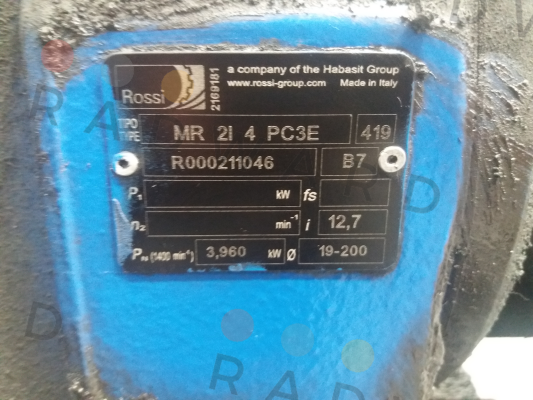 a company of the Habasit Group
www.rossi-group.com Made in Italy
Rossi
2169181
TIPO
TYPE
MR 2I 4 PC3E 419
R000211046 B7
P₁ kW fs
n₂ min⁻¹ i 12,7
(1400 min⁻¹) 3,960 kW Ø 19-200
RADWARD
RAD